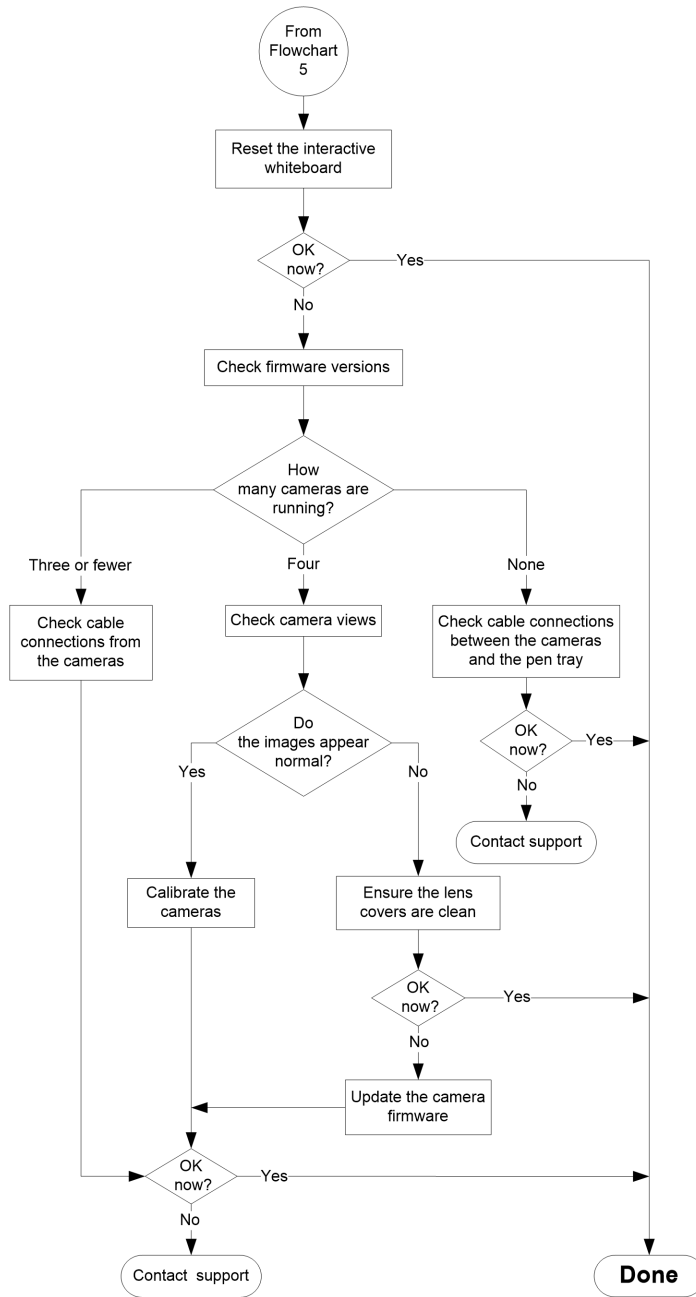 From
Flowchart
5
Reset the interactive
whiteboard
OK
now?
Yes
No
Check firmware versions
How
many cameras are
running?
Three or fewer
Four
None
Check cable
connections from
the cameras
Check camera views
Check cable connections
between the cameras
and the pen tray
Do
the images appear
normal?
Yes
No
OK
now?
Yes
No
Contact support
Calibrate the
cameras
Ensure the lens
covers are clean
OK
now?
Yes
No
Update the camera
firmware
OK
now?
Yes
No
Contact support
Done